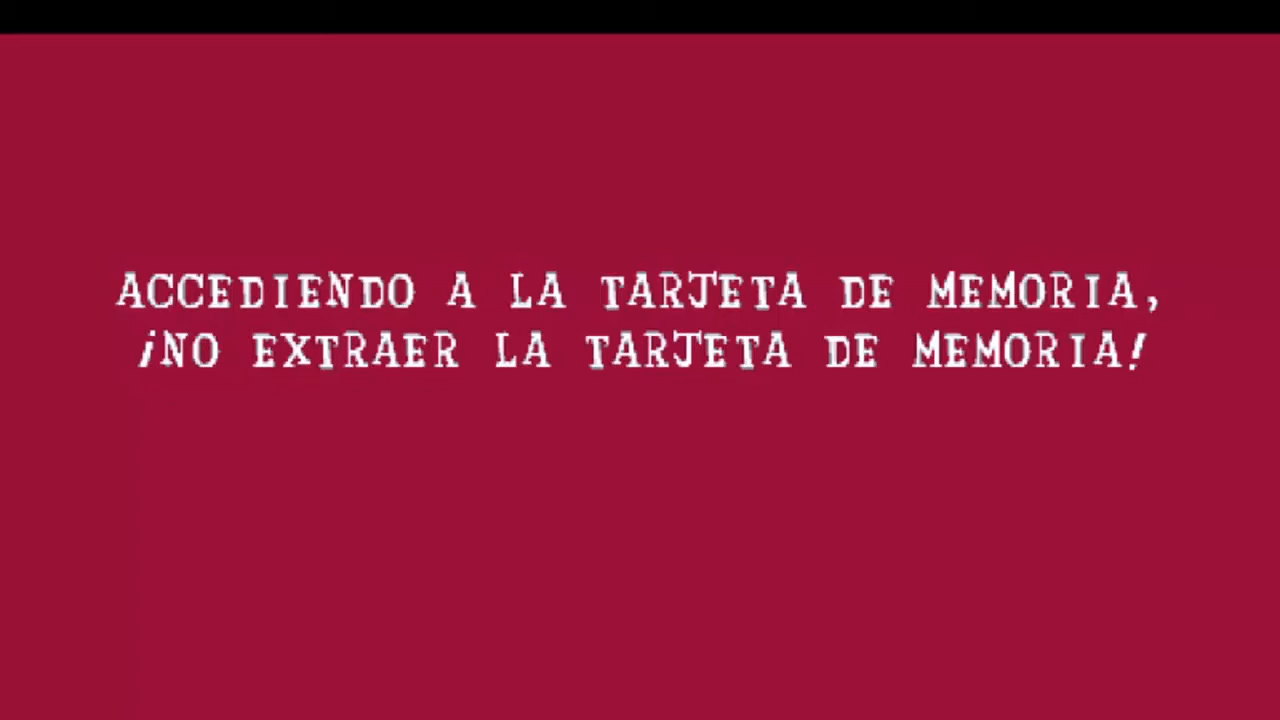 ACCEDIENDO A LA TARJETA DE MEMORIA,
¡NO EXTRAER LA TARJETA DE MEMORIA!